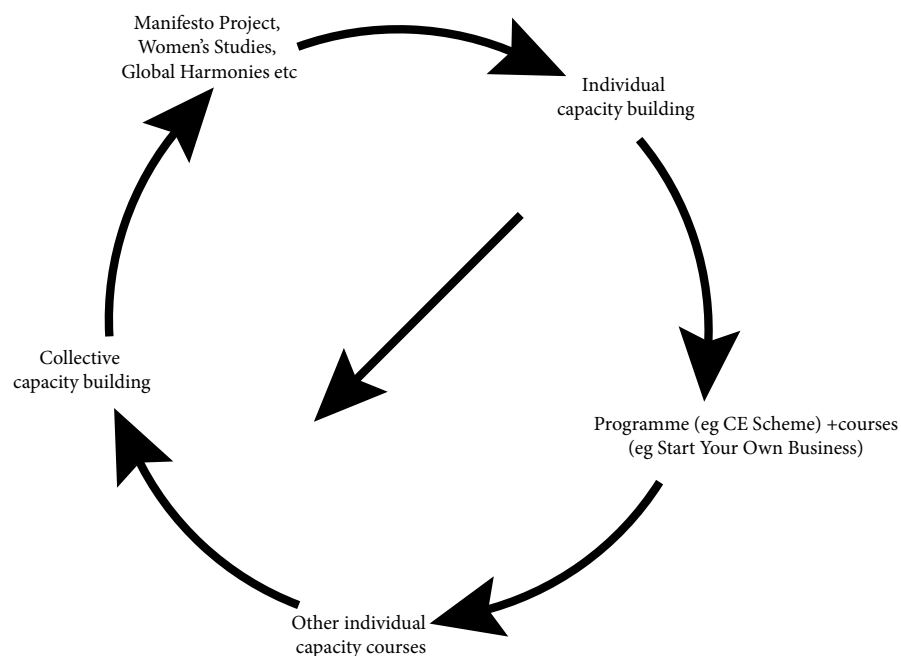 Manifesto Project,
Women's Studies,
Global Harmonies etc
Individual
capacity building
Programme (eg CE Scheme) +courses
(eg Start Your Own Business)
Other individual
capacity courses
Collective
capacity building